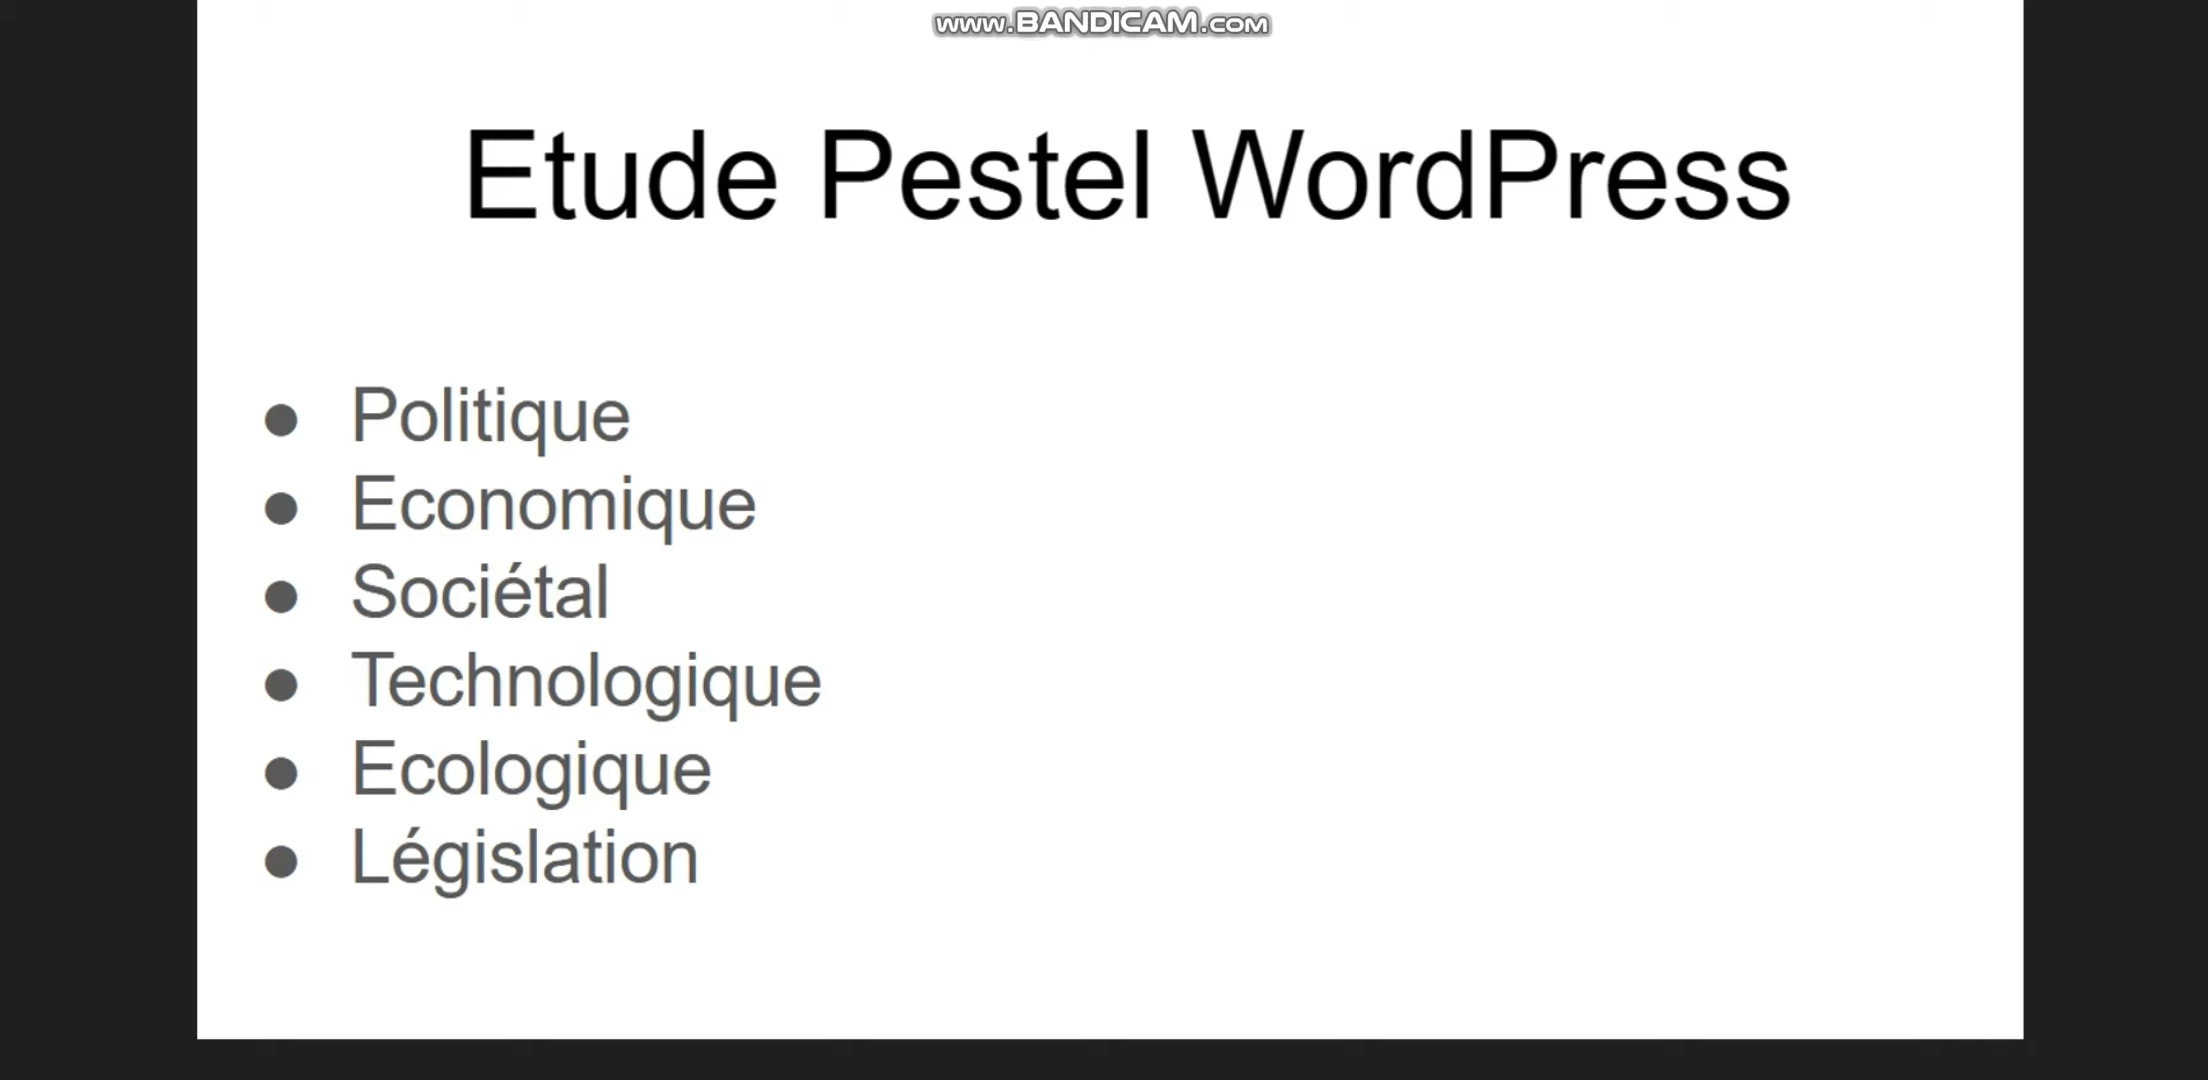 www.BANDICAM.com
Etude Pestel WordPress
● Politique
● Economique
● Sociétal
● Technologique
● Ecologique
● Législation